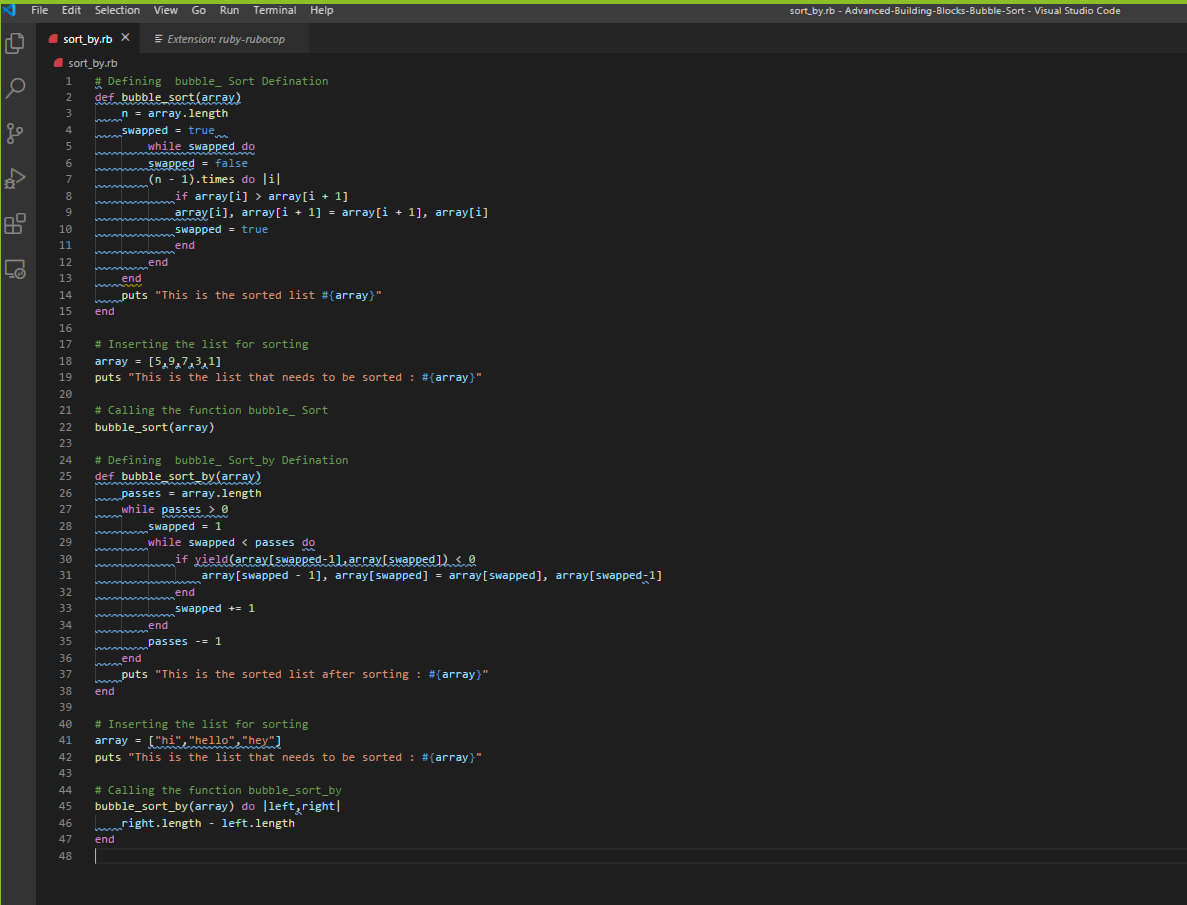 File Edit Selection View Go Run Terminal Help sort_by.rb - Advanced-Building-Blocks-Bubble-Sort - Visual Studio Code
sort_by.rb Extension: ruby-rubocop
sort_by.rb
1 # Defining  bubble_ Sort Defination
2 def bubble_sort(array)
3     n = array.length
4     swapped = true
5         while swapped do
6         swapped = false
7         (n - 1).times do |i|
8             if array[i] > array[i + 1]
9             array[i], array[i + 1] = array[i + 1], array[i]
10             swapped = true
11             end
12         end
13     end
14     puts "This is the sorted list #{array}"
15 end
16
17 # Inserting the list for sorting
18 array = [5,9,7,3,1]
19 puts "This is the list that needs to be sorted : #{array}"
20
21 # Calling the function bubble_ Sort
22 bubble_sort(array)
23
24 # Defining  bubble_ Sort_by Defination
25 def bubble_sort_by(array)
26     passes = array.length
27     while passes > 0
28         swapped = 1
29         while swapped < passes do
30             if yield(array[swapped-1],array[swapped]) < 0
31                 array[swapped - 1], array[swapped] = array[swapped], array[swapped-1]
32             end
33             swapped += 1
34         end
35         passes -= 1
36     end
37     puts "This is the sorted list after sorting : #{array}"
38 end
39
40 # Inserting the list for sorting
41 array = ["hi","hello","hey"]
42 puts "This is the list that needs to be sorted : #{array}"
43
44 # Calling the function bubble_sort_by
45 bubble_sort_by(array) do |left,right|
46     right.length - left.length
47 end
48